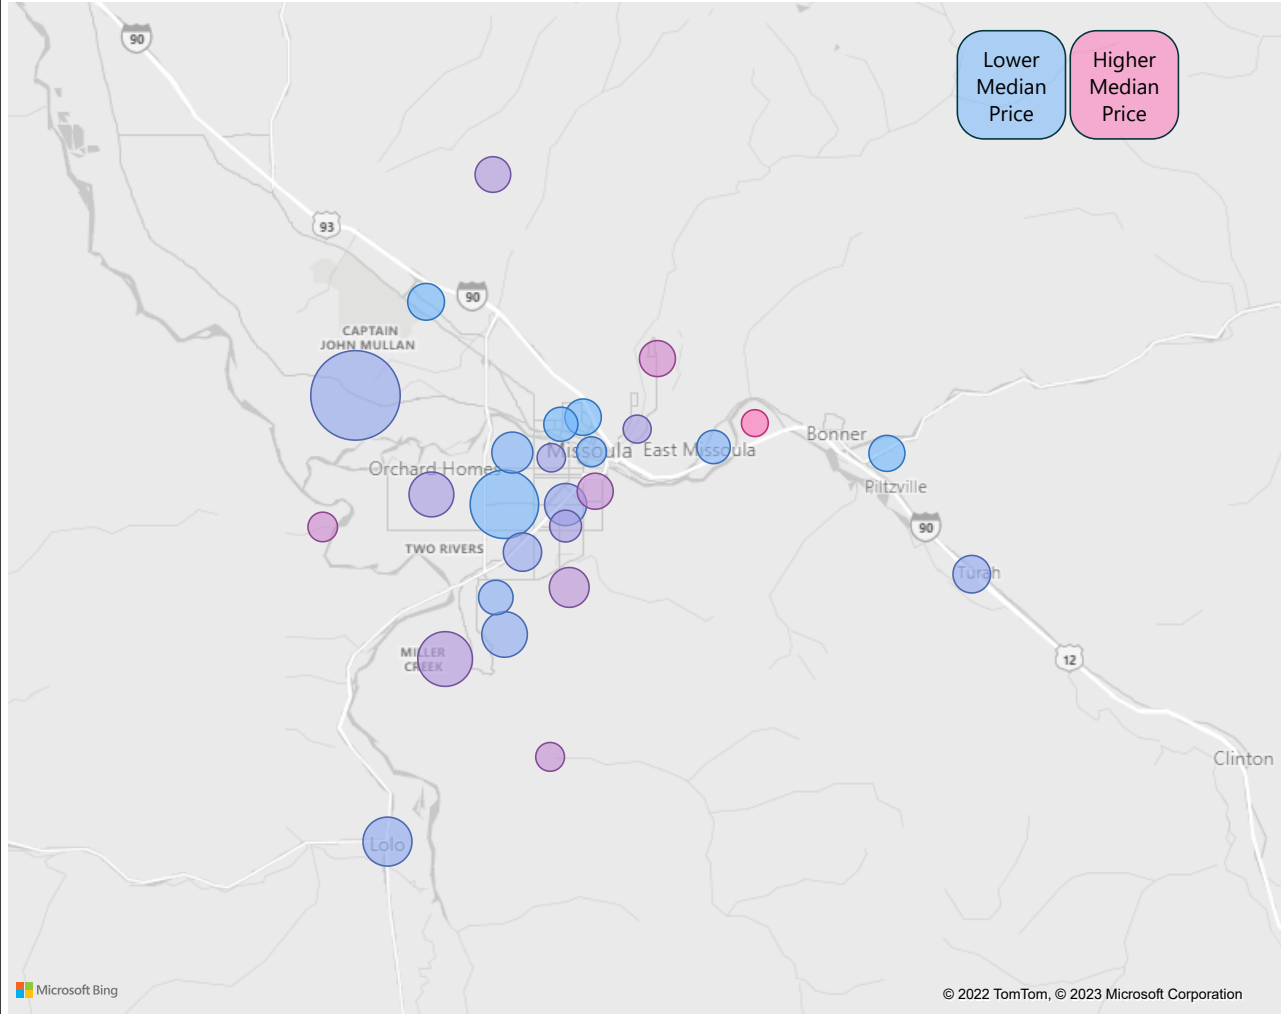 90
Lower
Median
Price
Higher
Median
Price
93
90
CAPTAIN
JOHN MULLAN
Bonner
Missoula
East Missoula
Orchard Homes
Piltzville
90
TWO RIVERS
Turah
MILLER
CREEK
12
Clinton
Lolo
Microsoft Bing
© 2022 TomTom, © 2023 Microsoft Corporation